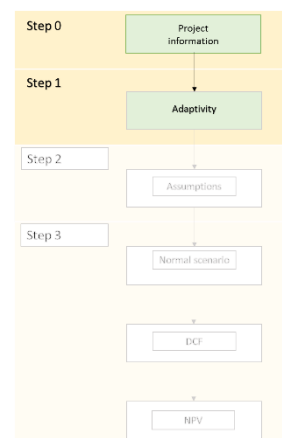 Step 0
Project
information
Step 1
Adaptivity
Step 2
Assumptions
Step 3
Normal scenario
DCF
NPV